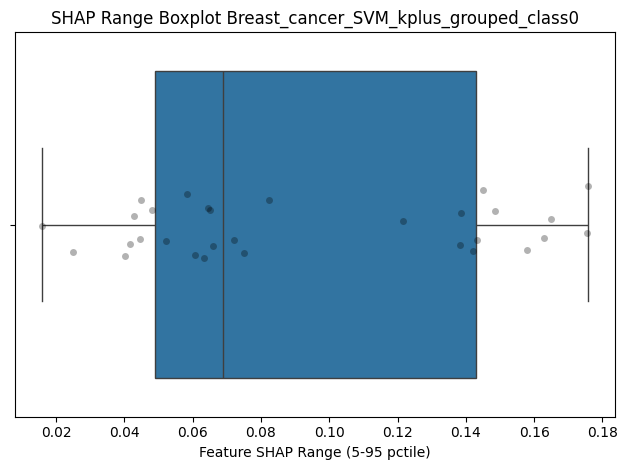 SHAP Range Boxplot Breast_cancer_SVM_kplus_grouped_class0
0.02 0.04 0.06 0.08 0.10 0.12 0.14 0.16 0.18
Feature SHAP Range (5-95 pctile)